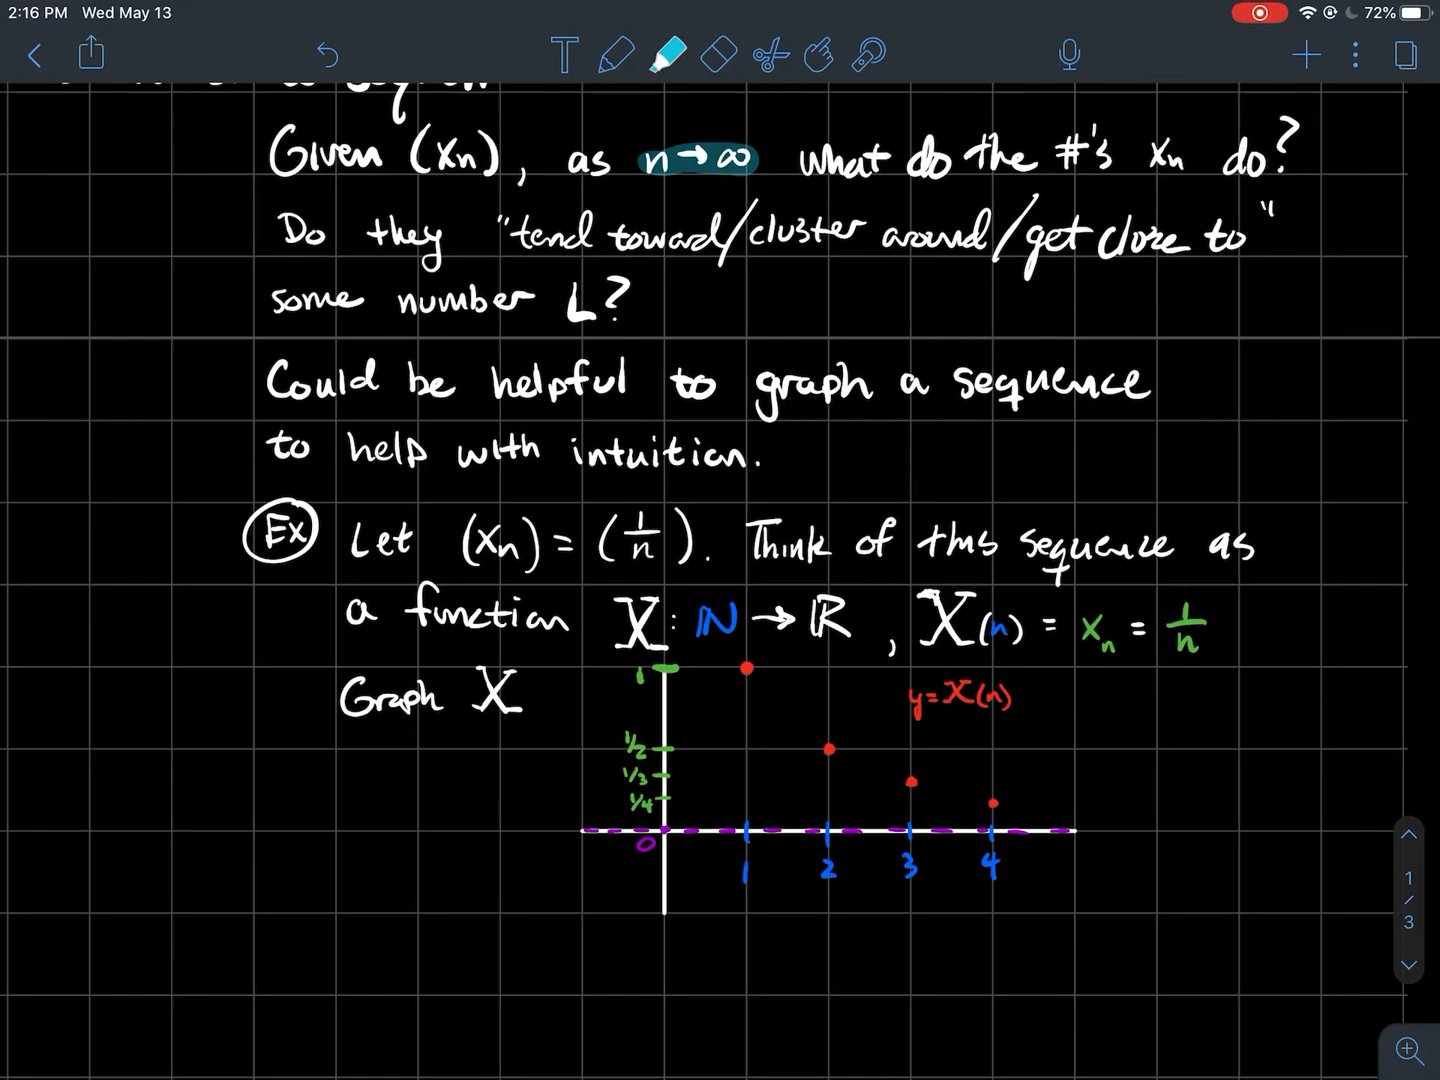 2:16 PM Wed May 13
72%
Given (xn), as n→∞ what do the #'s xn do?
Do they "tend toward/cluster around/get close to"
some number L?
Could be helpful to graph a sequence
to help with intuition.
Ex Let (xn) = (1/n). Think of this sequence as
a function X: ℕ → ℝ, X(n) = xn = 1/n
Graph X
1
y = X(n)
1/2
1/3
1/4
0
1 2 3 4
1
/
3